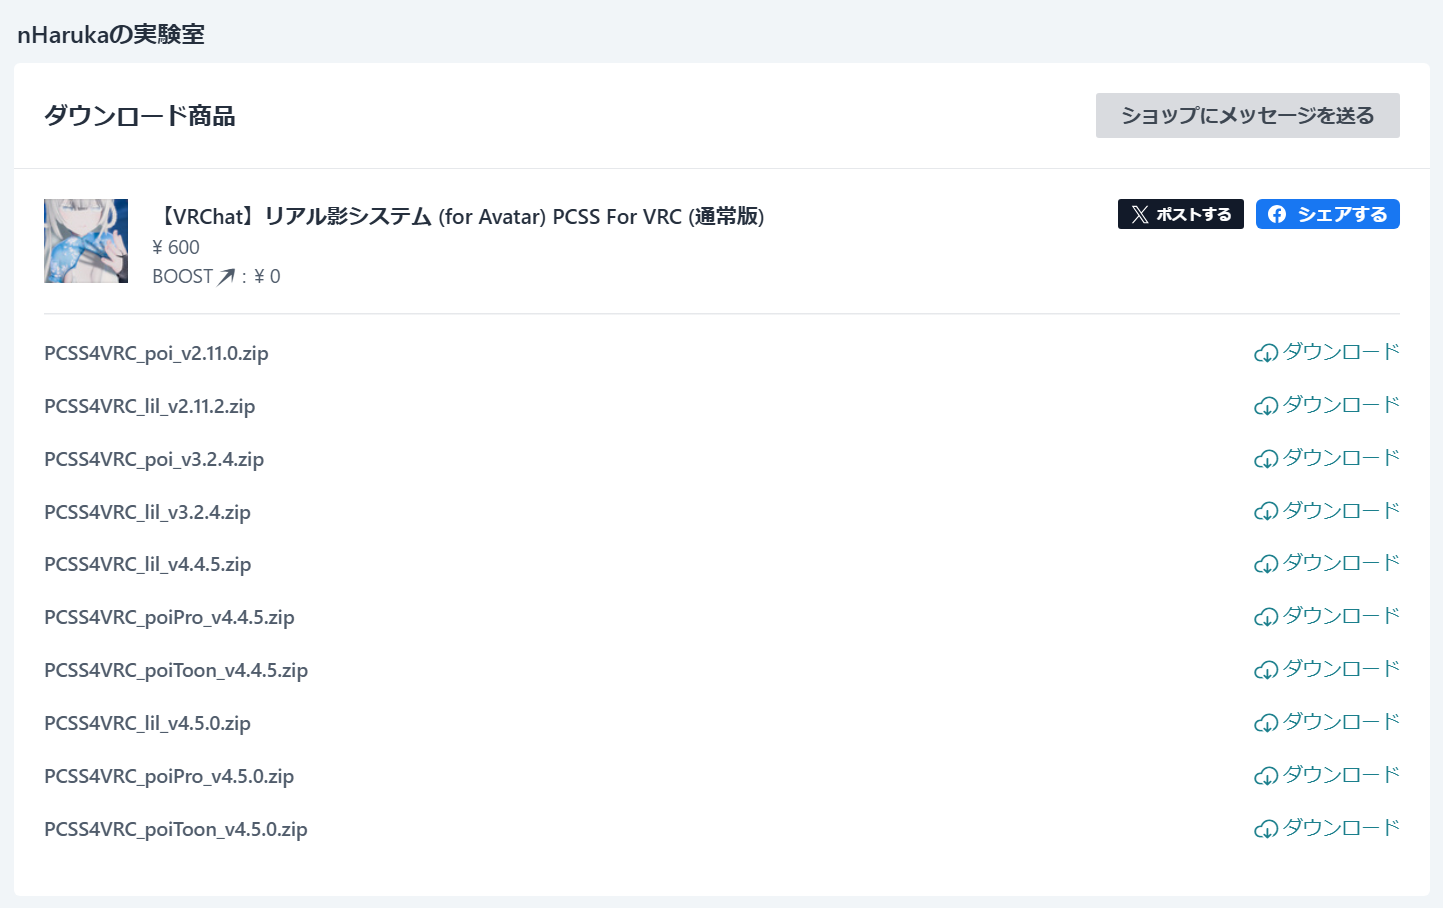 nHarukaの実験室
ダウンロード商品
ショップにメッセージを送る
【VRChat】リアル影システム (for Avatar) PCSS For VRC (通常版)
ポストする
シェアする
¥ 600
BOOST : ¥ 0
PCSS4VRC_poi_v2.11.0.zip ダウンロード
PCSS4VRC_lil_v2.11.2.zip ダウンロード
PCSS4VRC_poi_v3.2.4.zip ダウンロード
PCSS4VRC_lil_v3.2.4.zip ダウンロード
PCSS4VRC_lil_v4.4.5.zip ダウンロード
PCSS4VRC_poiPro_v4.4.5.zip ダウンロード
PCSS4VRC_poiToon_v4.4.5.zip ダウンロード
PCSS4VRC_lil_v4.5.0.zip ダウンロード
PCSS4VRC_poiPro_v4.5.0.zip ダウンロード
PCSS4VRC_poiToon_v4.5.0.zip ダウンロード